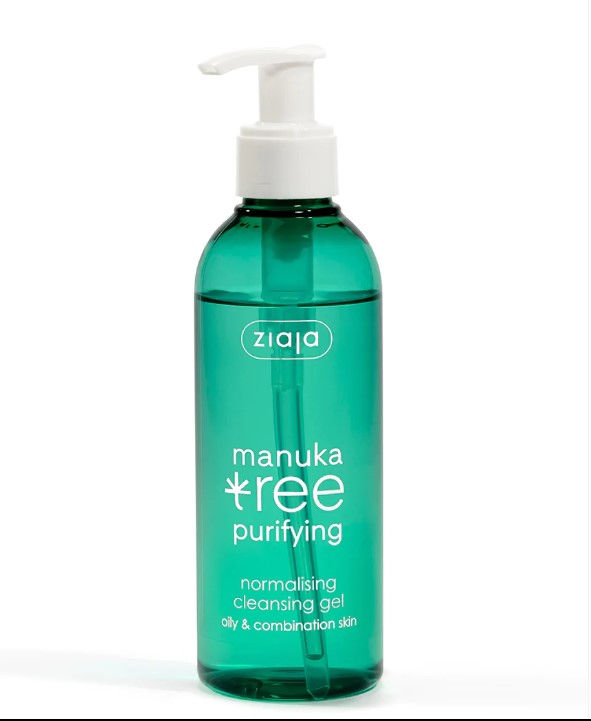 ziaja
manuka
tree
purifying
normalising
cleansing gel
oily & combination skin